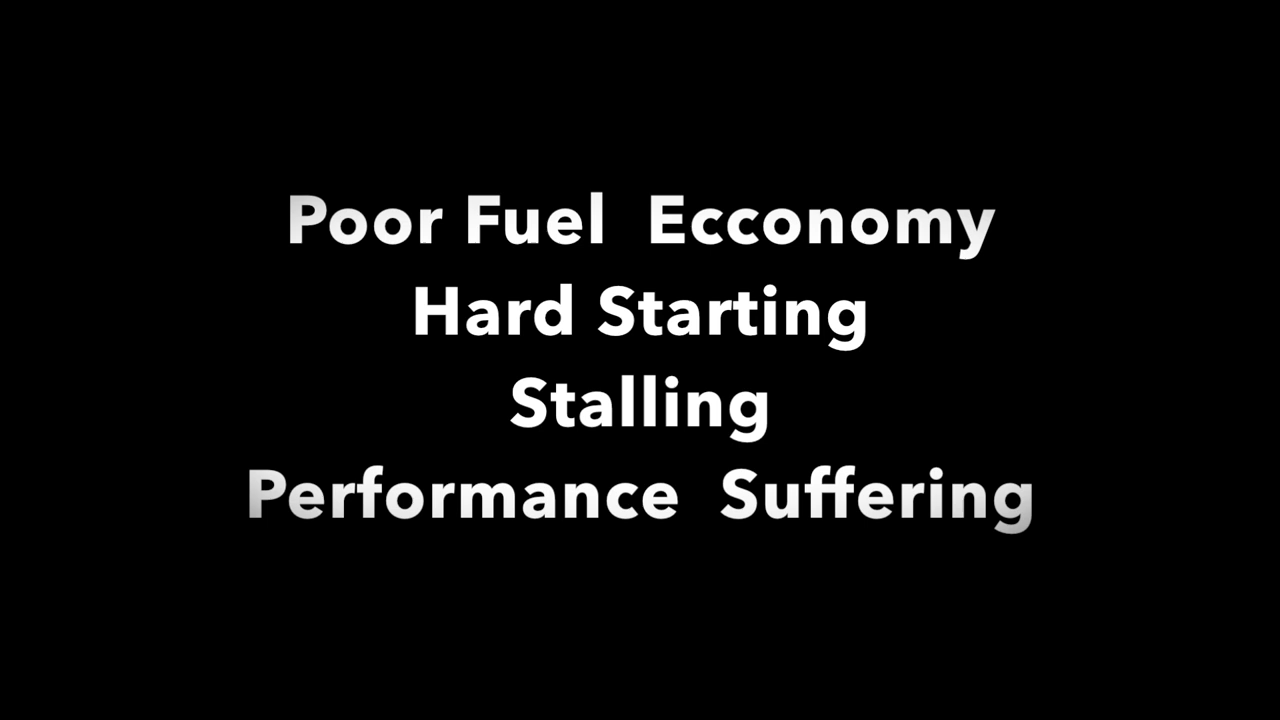 Poor Fuel  Ecconomy
Hard Starting
Stalling
Performance  Suffering